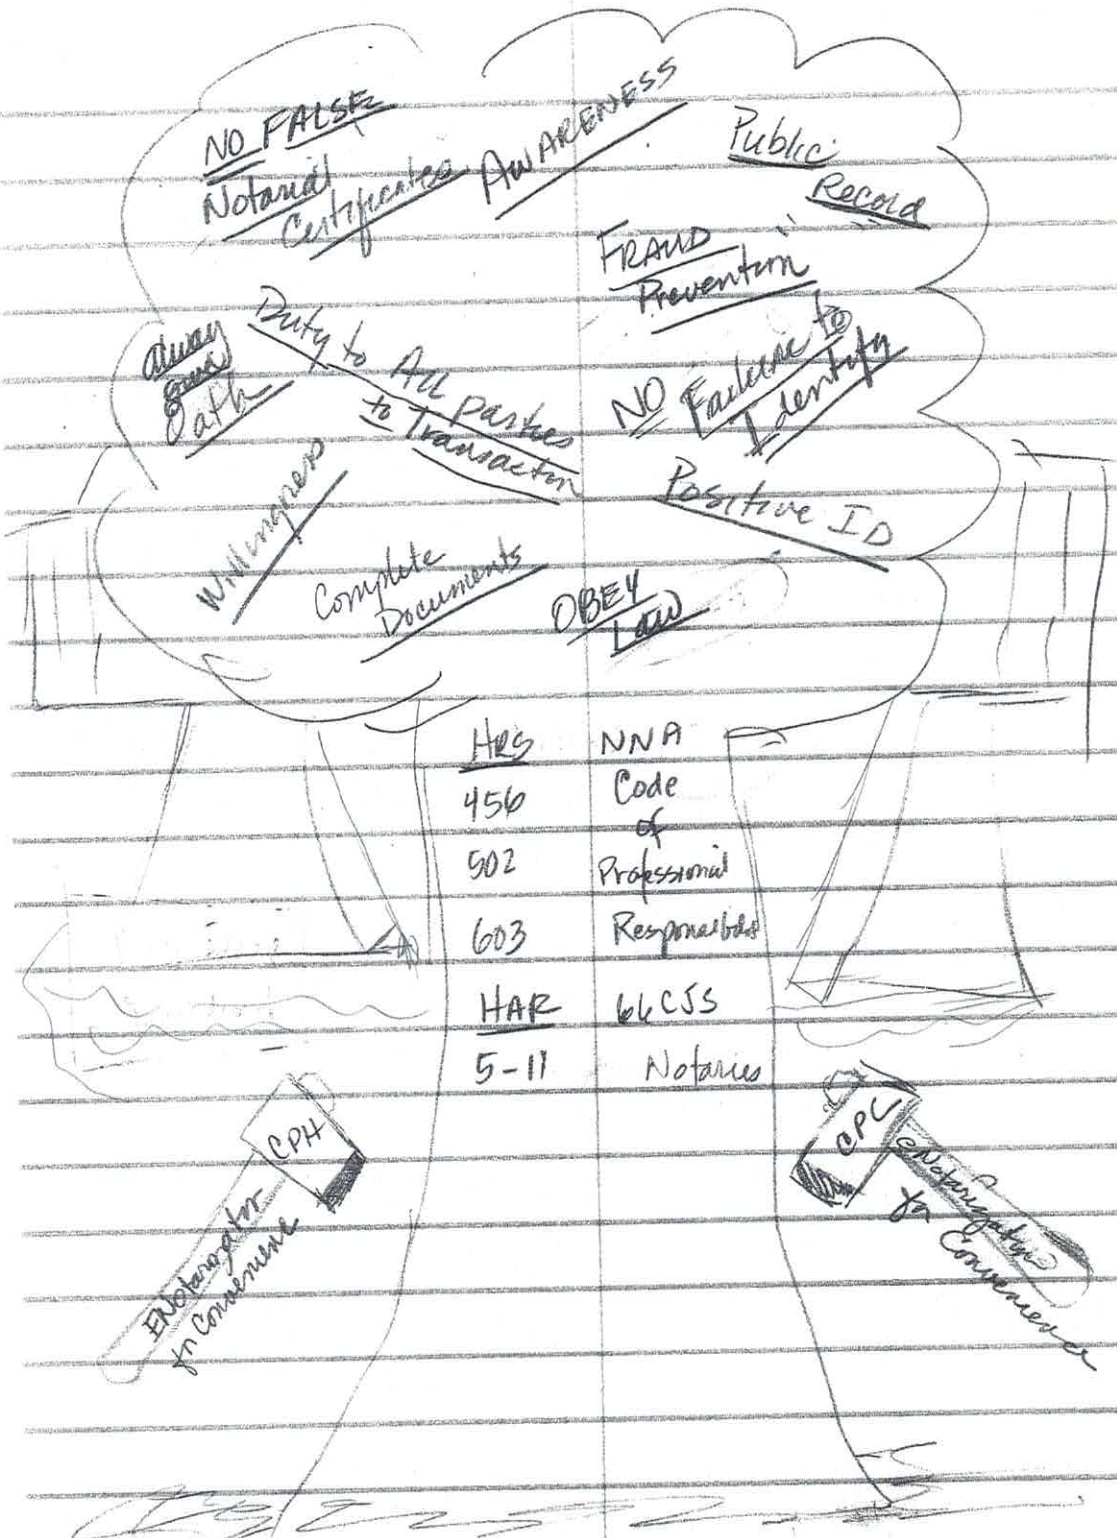 NO FALSE
Notarial
Certificates
AWARENESS
Public
Record
FRAUD
Prevention
Duty to All parties
to Transaction
Oath
NO Failure to
Identify
Willingness
Positive ID
Complete
Documents
OBEY
Law
HRS
456
502
603
HAR
5-11
NNA
Code
of
Professional
66 CJS
Notaries
CPH
ENotarization
for Convenience
CPC
eNotarization
for Convenience